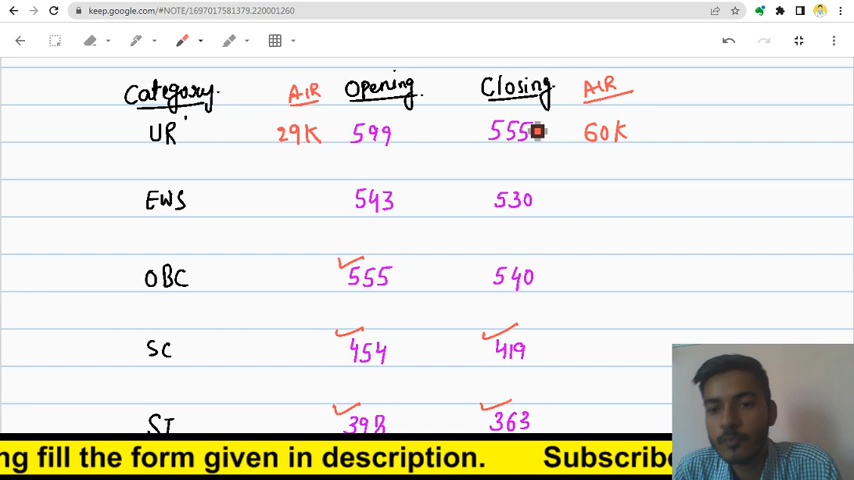 keep.google.com/#NOTE/1697017581379.220001260
Category AIR Opening Closing AIR
UR 29K 599 555 60K
EWS 543 530
OBC 555 540
SC 454 419
ST 398 363
ng fill the form given in description. Subscribe